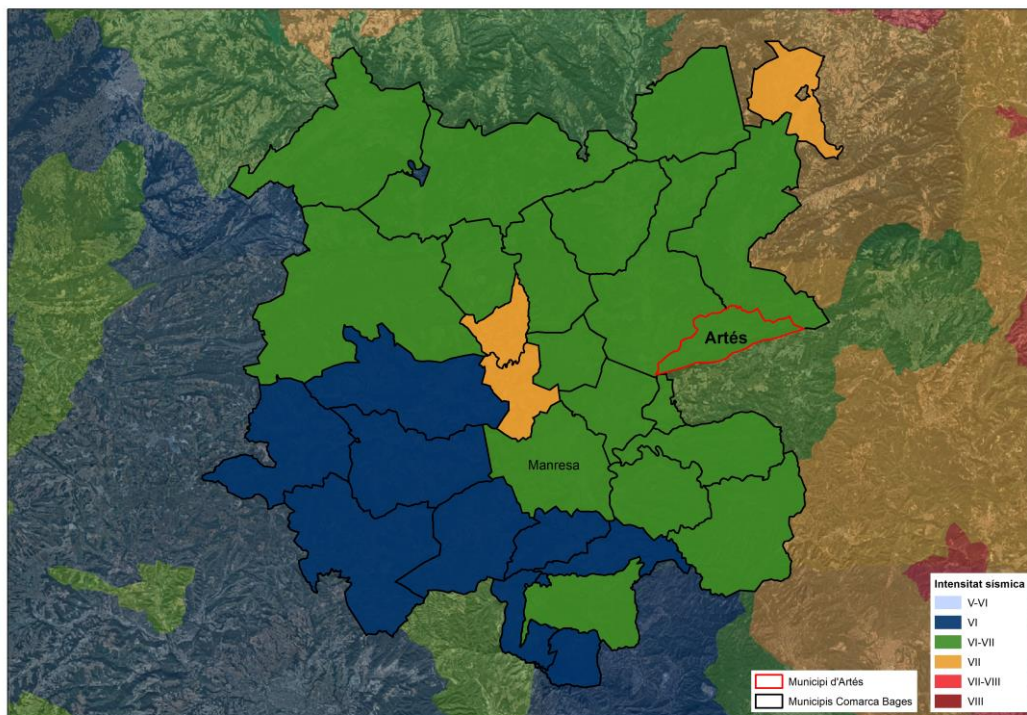 Artés
Manresa
Intensitat sísmica
V-VI
VI
VI-VII
VII
VII-VIII
VIII
Municipi d'Artés
Municipis Comarca Bages